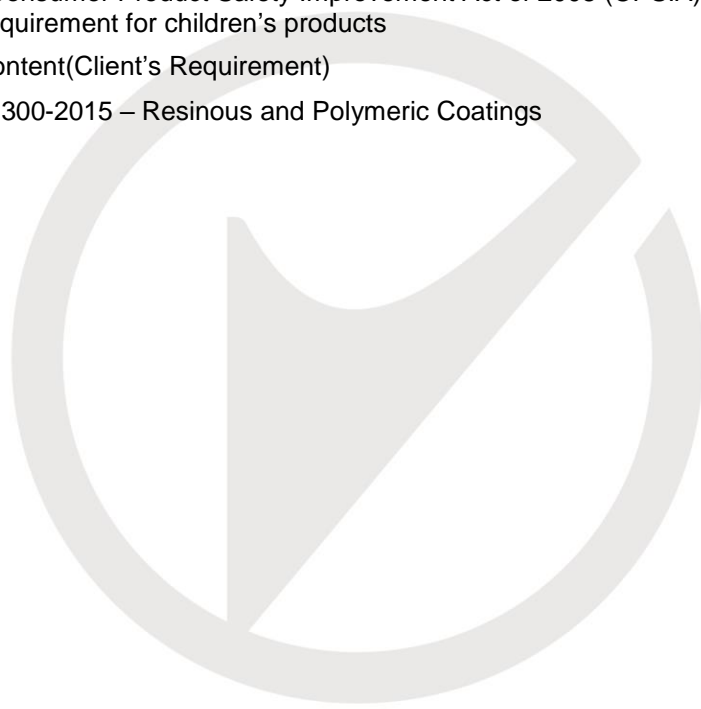 onsumer Product Safety Improvement Act of 2008 (CPSIA)
quirement for children’s products
ontent(Client’s Requirement)
300-2015 – Resinous and Polymeric Coatings